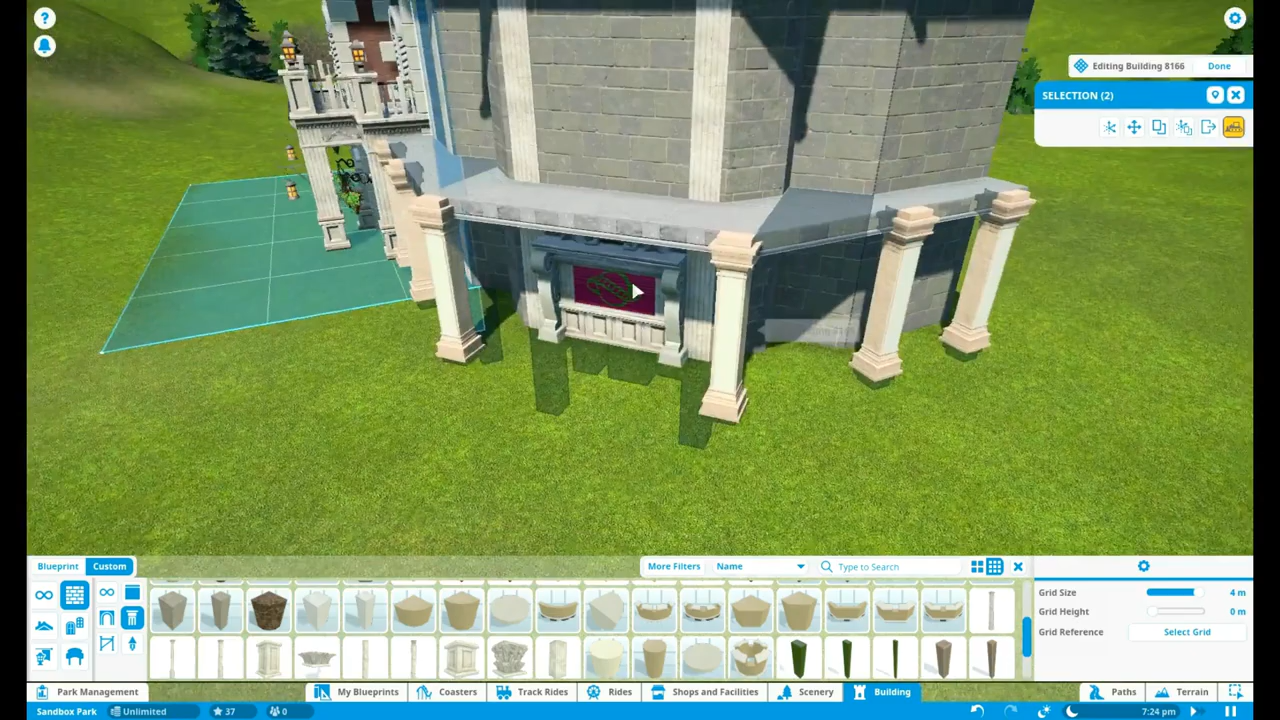 ?
Editing Building 8166 Done
SELECTION (2)
Blueprint Custom More Filters Name Type to Search
Grid Size 4 m
Grid Height 0 m
Grid Reference Select Grid
Park Management My Blueprints Coasters Track Rides Rides Shops and Facilities Scenery Building Paths Terrain
Sandbox Park Unlimited 37 0 7:24 pm